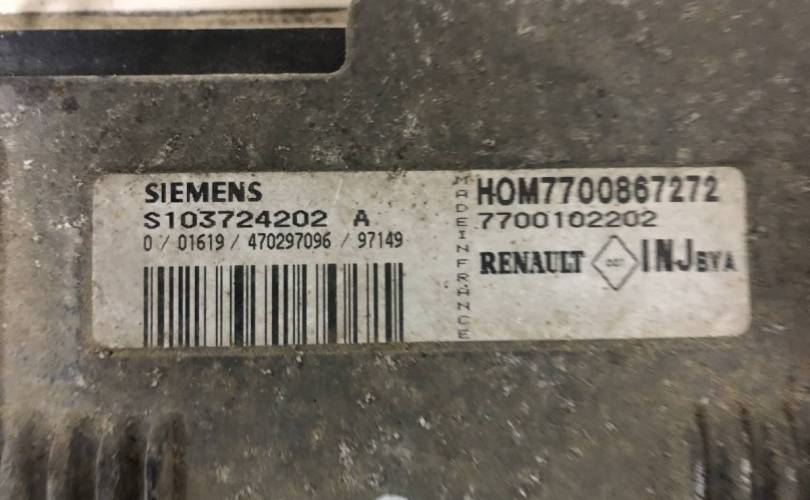 SIEMENS
S103724202 A
0 / 01619 / 470297096 / 97149
MADE IN FRANCE
HOM7700867272
7700102202
RENAULT INJ BVA